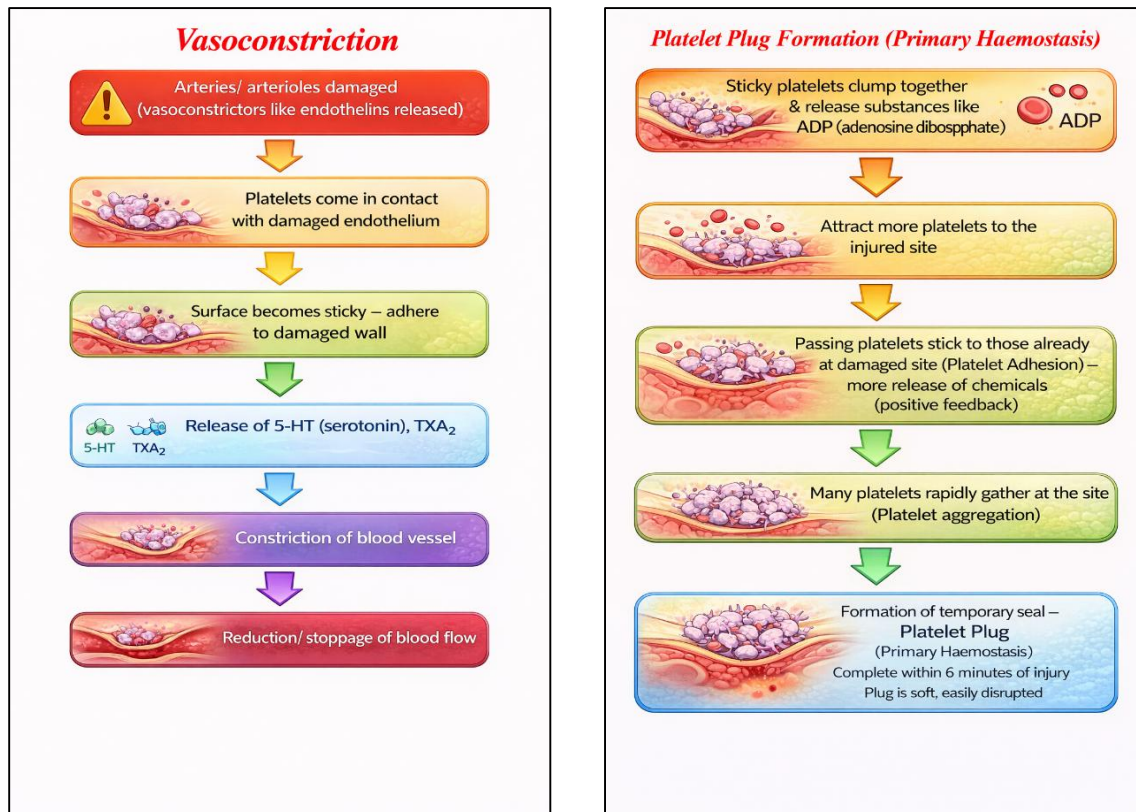 Vasoconstriction
Arteries/ arterioles damaged
(vasoconstrictors like endothelins released)
Platelets come in contact
with damaged endothelium
Surface becomes sticky – adhere
to damaged wall
Release of 5-HT (serotonin), TXA₂
5-HT TXA₂
Constriction of blood vessel
Reduction/ stoppage of blood flow
Platelet Plug Formation (Primary Haemostasis)
Sticky platelets clump together
& release substances like
ADP (adenosine dibospphate)
ADP
Attract more platelets to the
injured site
Passing platelets stick to those already
at damaged site (Platelet Adhesion) –
more release of chemicals
(positive feedback)
Many platelets rapidly gather at the site
(Platelet aggregation)
Formation of temporary seal –
Platelet Plug
(Primary Haemostasis)
Complete within 6 minutes of injury
Plug is soft, easily disrupted